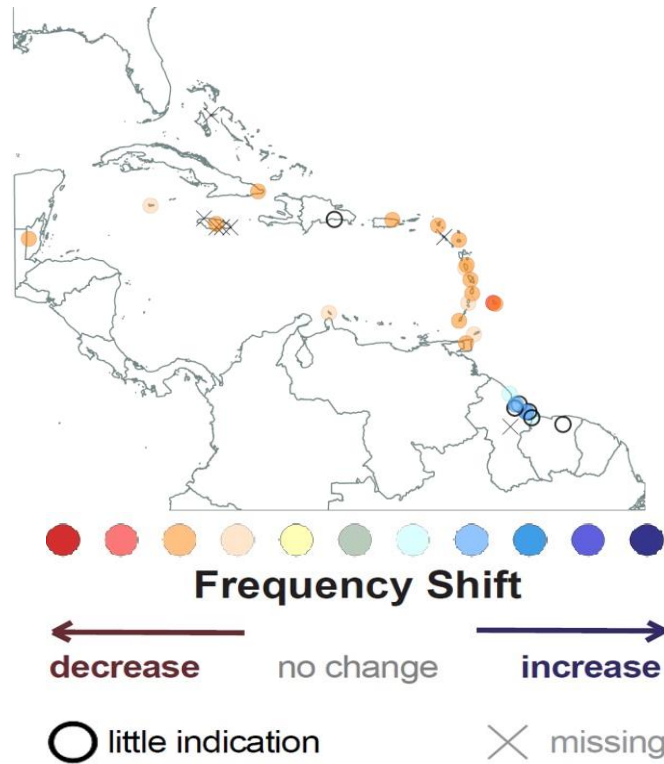 Frequency Shift
decrease
no change
increase
little indication
missing